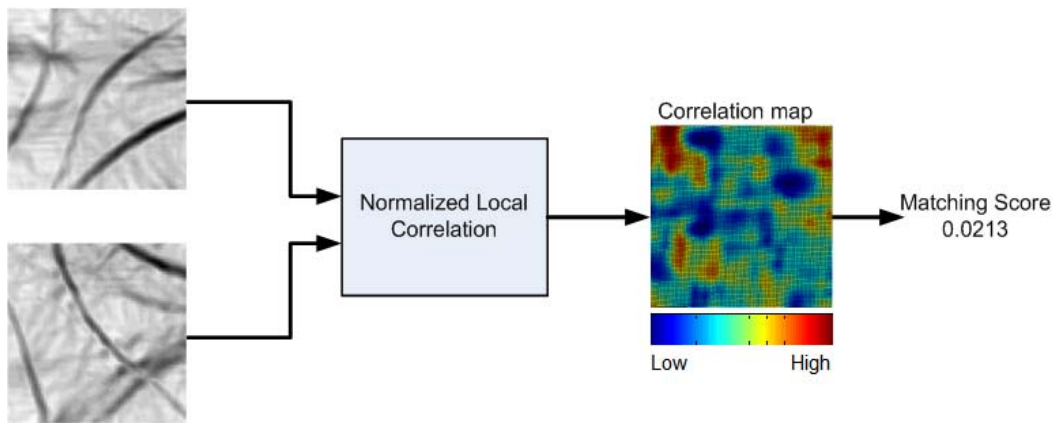 Normalized Local
Correlation
Correlation map
Low High
Matching Score
0.0213